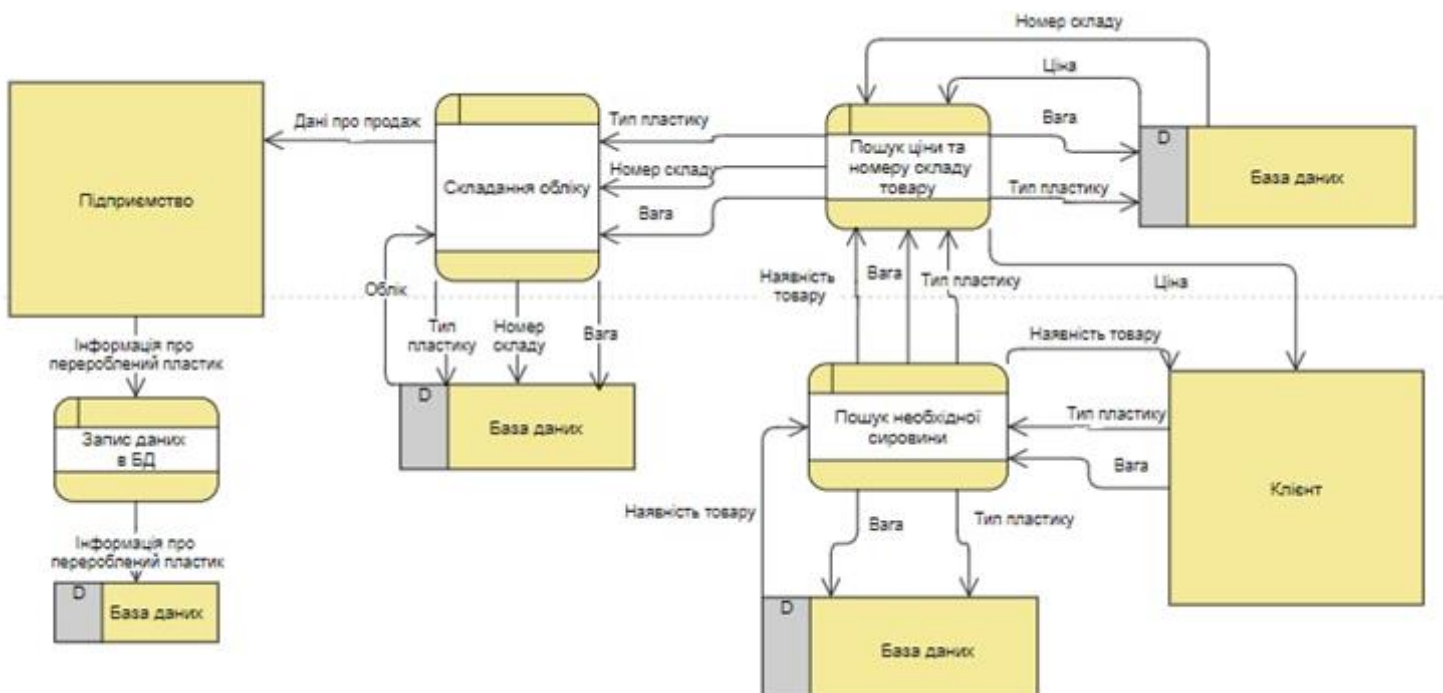 Номер складу
Ціна
Дані про продаж
Тип пластику
Вага
D
Пошук ціни та
номеру складу
товару
База даних
Підприємство
Складання обліку
Номер складу
Тип пластику
Вага
Облік
Наявність
товару
Вага
Тип пластику
Ціна
Тип
пластику
Номер
складу
Вага
Наявність товару
Інформація про
перероблений пластик
D
База даних
Пошук необхідної
сировини
Тип пластику
Запис даних
в БД
Вага
Клієнт
Наявність товару
Вага
Тип пластику
Інформація про
перероблений пластик
D
База даних
D
База даних